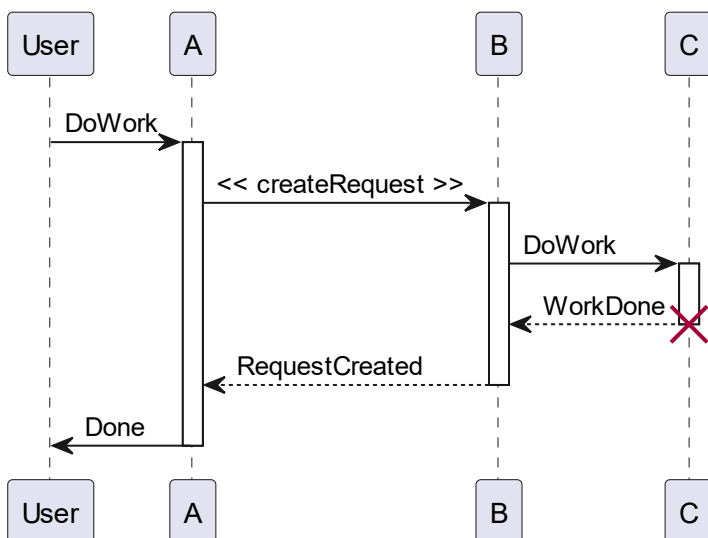 User A B C
DoWork
<< createRequest >>
DoWork
WorkDone
RequestCreated
Done
User A B C